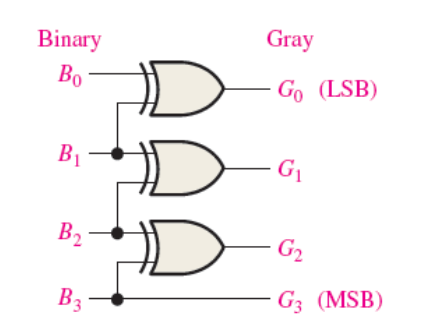 Binary Gray
B₀ G₀ (LSB)
B₁ G₁
B₂ G₂
B₃ G₃ (MSB)